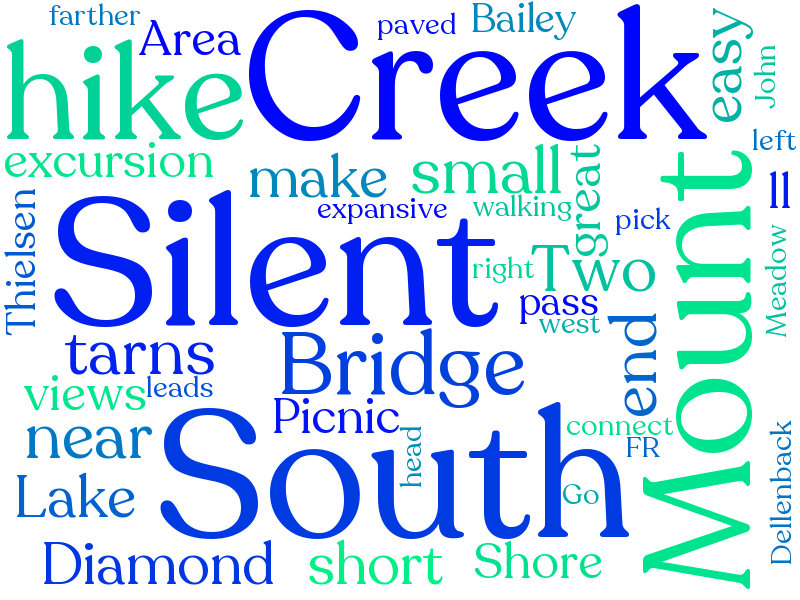 farther
Area
Creek
paved
Bailey
easy
John
hike
left
excursion
make
small
great
Mount
ll
Thielsen
Silent
expansive
walking
pick
Meadow
right
Two
pass
west
end
tarns
Bridge
views
leads
Picnic
near
South
head
connect
FR
Dellenback
Lake
Go
Diamond
short
Shore